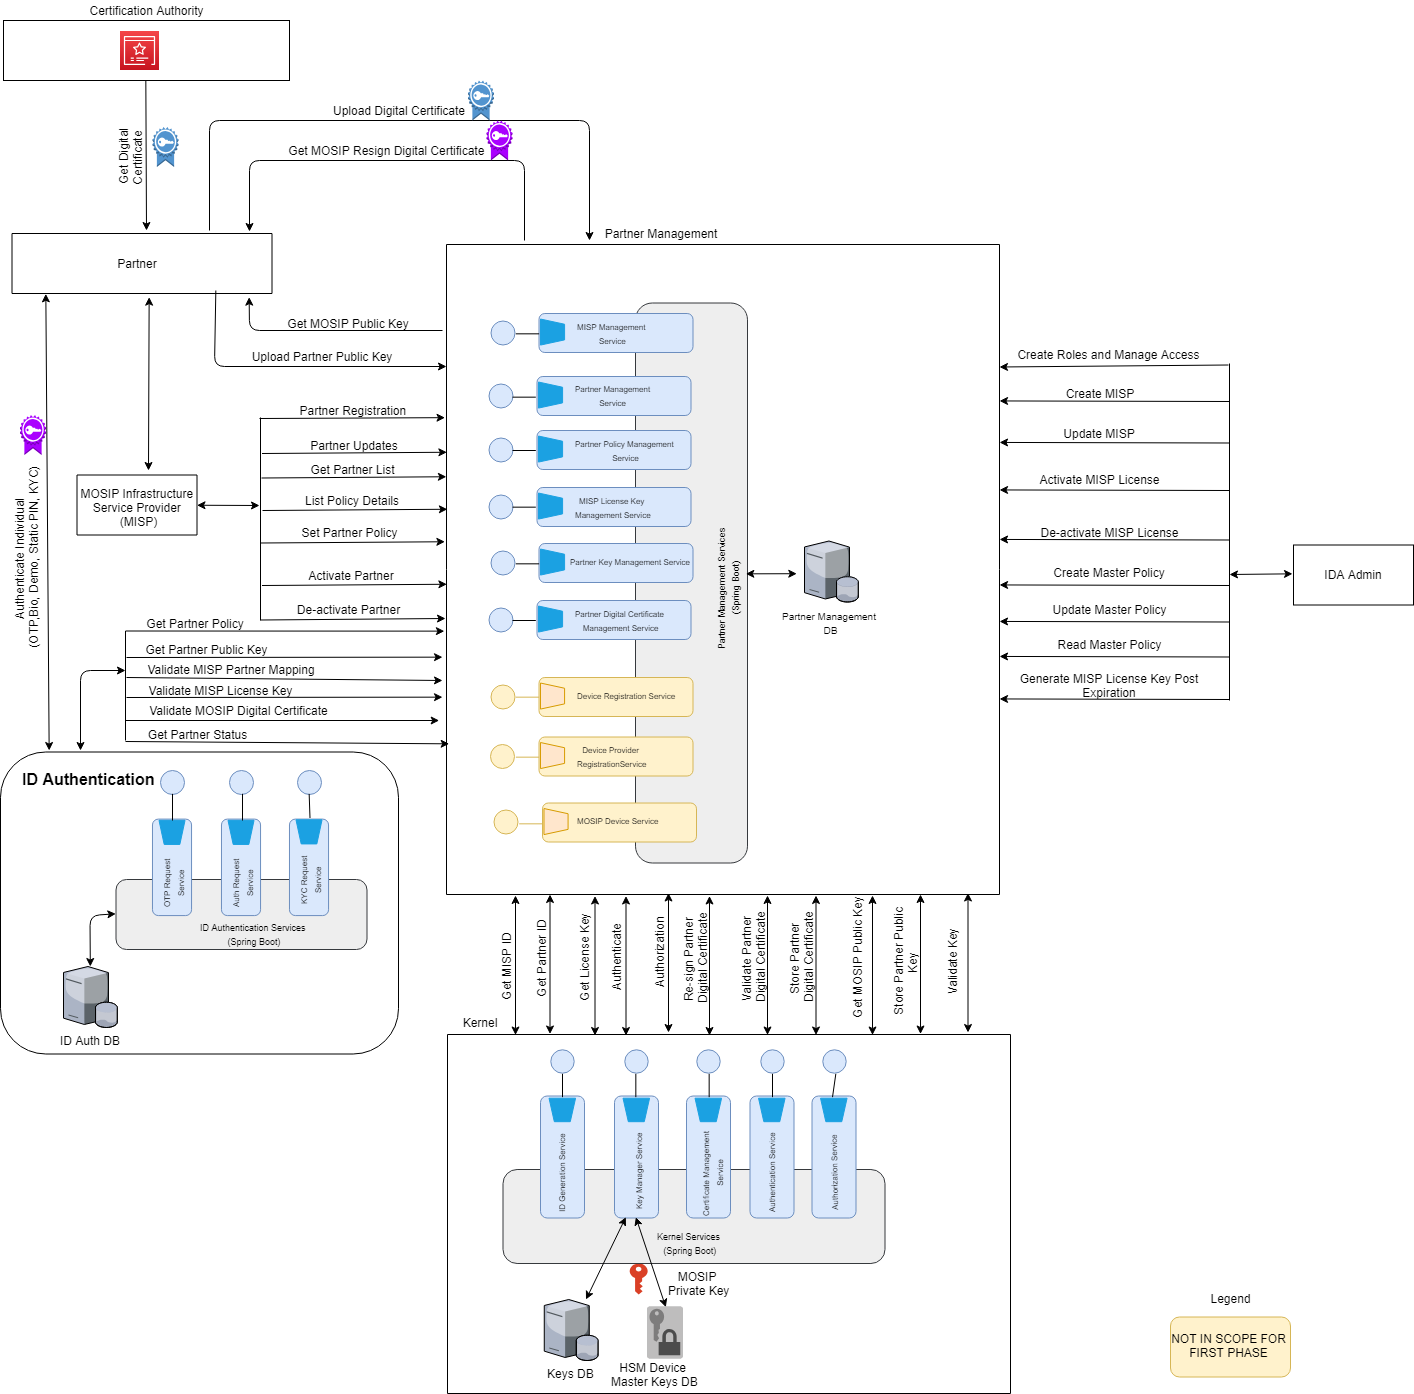 Certification Authority
Get Digital
Certificate
Upload Digital Certificate
Get MOSIP Resign Digital Certificate
Partner
Partner Management
Get MOSIP Public Key
Upload Partner Public Key
Partner Registration
Partner Updates
Get Partner List
List Policy Details
Set Partner Policy
Activate Partner
De-activate Partner
MOSIP Infrastructure
Service Provider
(MISP)
Authenticate Individual
(OTP,Bio, Demo, Static PIN, KYC)
Get Partner Policy
Get Partner Public Key
Validate MISP Partner Mapping
Validate MISP License Key
Validate MOSIP Digital Certificate
Get Partner Status
MISP Management
Service
Partner Management
Service
Partner Policy Management
Service
MISP License Key
Management Service
Partner Key Management Service
Partner Digital Certificate
Management Service
Device Registration Service
Device Provider
RegistrationService
MOSIP Device Service
Partner Management Services
(Spring Boot)
Partner Management
DB
Create Roles and Manage Access
Create MISP
Update MISP
Activate MISP License
De-activate MISP License
Create Master Policy
Update Master Policy
Read Master Policy
Generate MISP License Key Post
Expiration
IDA Admin
ID Authentication
OTP Request
Service
Auth Request
Service
KYC Request
Service
ID Authentication Services
(Spring Boot)
ID Auth DB
Get MISP ID
Get Partner ID
Get License Key
Authenticate
Authorization
Re-sign Partner
Digital Certificate
Validate Partner
Digital Certificate
Store Partner
Digital Certificate
Get MOSIP Public Key
Store Partner Public
Key
Validate Key
Kernel
ID Generation Service
Key Manager Service
Certificate Management
Service
Authentication Service
Authorization Service
Kernel Services
(Spring Boot)
MOSIP
Private Key
Keys DB
HSM Device
Master Keys DB
Legend
NOT IN SCOPE FOR
FIRST PHASE